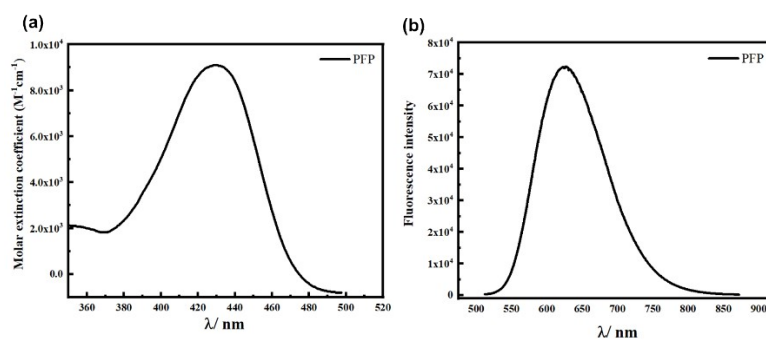 (a)
Molar extinction coefficient (M⁻¹cm⁻¹)
1.0x10⁴
8.0x10³
6.0x10³
4.0x10³
2.0x10³
0.0
PFP
360 380 400 420 440 460 480 500 520
λ/ nm
(b)
Fluorescence intensity
8x10⁴
7x10⁴
6x10⁴
5x10⁴
4x10⁴
3x10⁴
2x10⁴
1x10⁴
0
PFP
500 550 600 650 700 750 800 850 900
λ/ nm